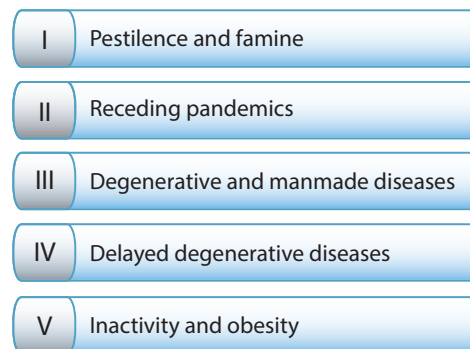 I Pestilence and famine
II Receding pandemics
III Degenerative and manmade diseases
IV Delayed degenerative diseases
V Inactivity and obesity